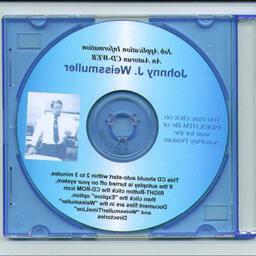 Job Application Information
An Autorun CD-WEB
Johnny J. Weissmuller
You may click on
INDEX.HTM file or
wait for the
AutoPlay Feature
This CD should auto-start within 2 to 3 minutes.
If the autoplay is turned off on your system,
RIGHT-Button-click the CD-ROM Icon
then click the "Explore" option.
Document files are in the "Weissmuller"
and "WeissmullerTimeLine"
Directories